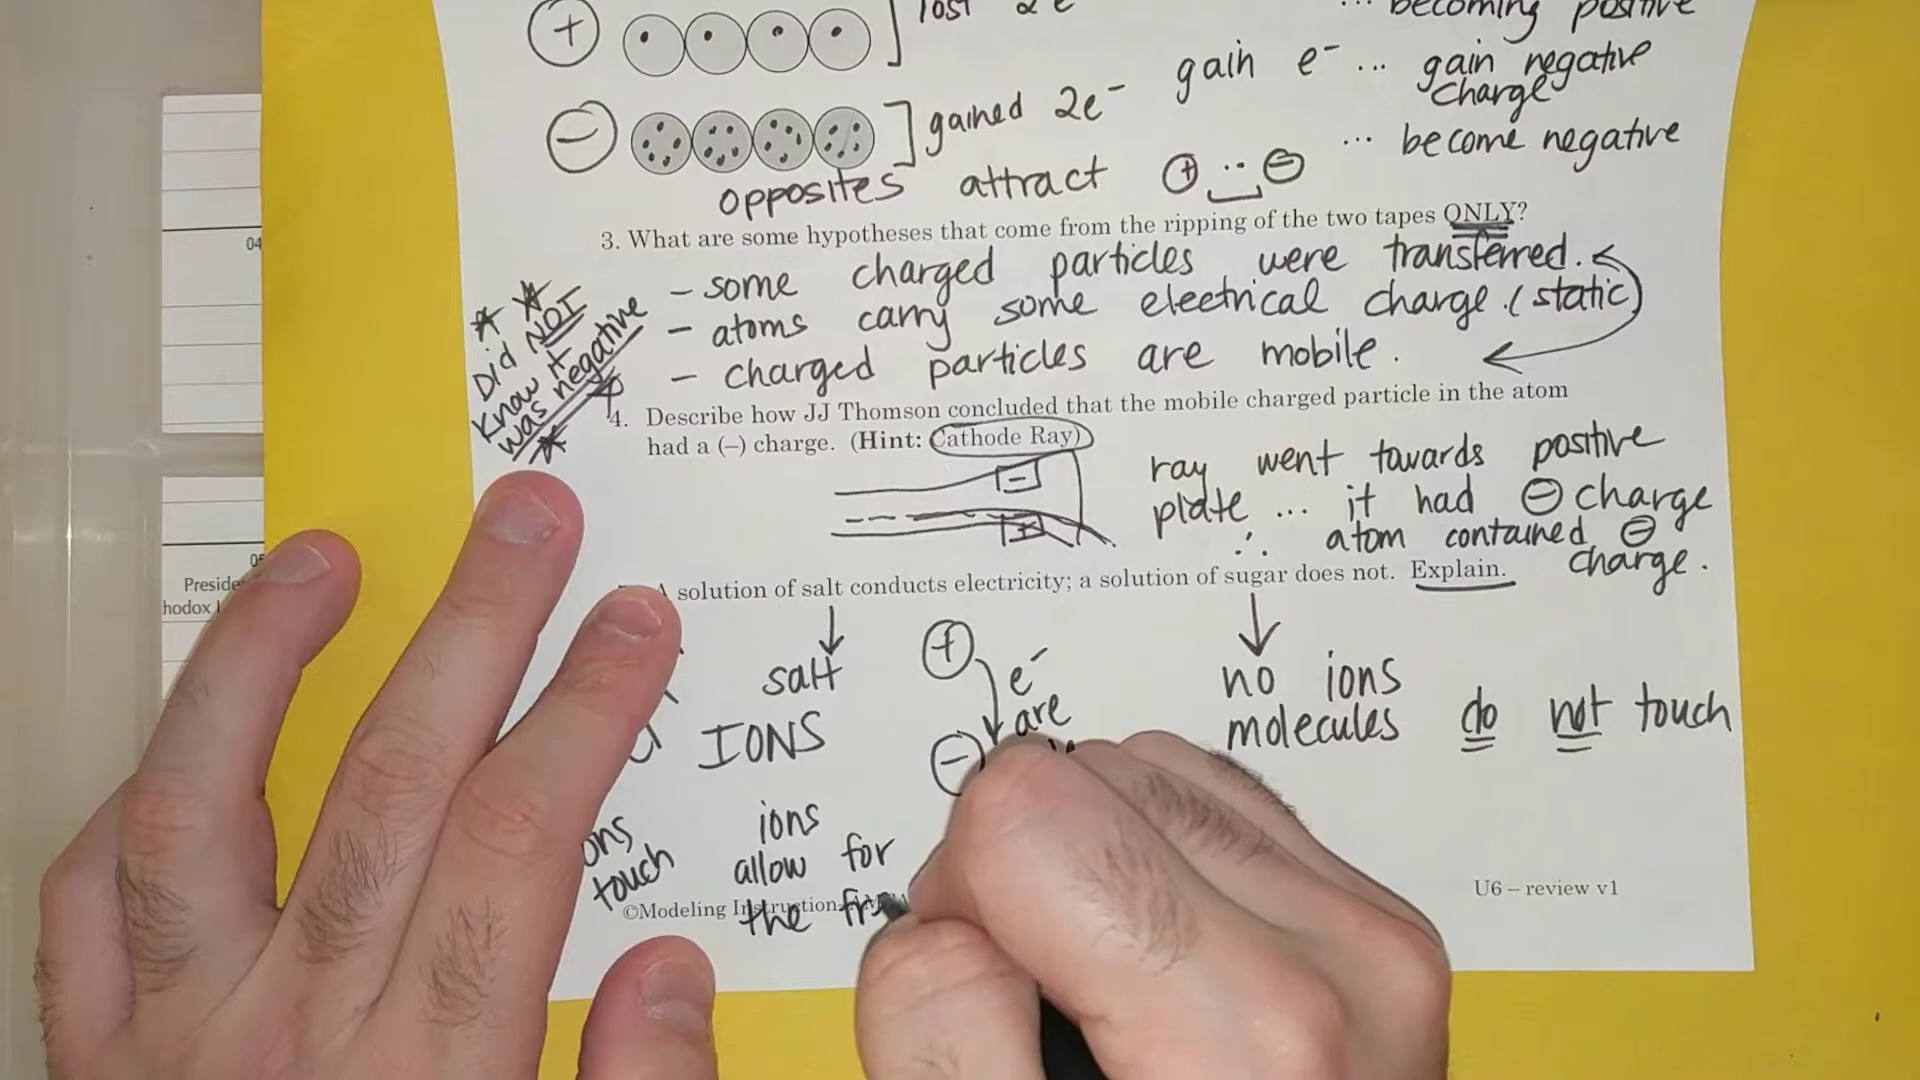 + ] lost 2e ... becoming positive
gain e⁻ ... gain negative
charge
- ] gained 2e⁻ ... become negative
opposites attract + -
3. What are some hypotheses that come from the ripping of the two tapes ONLY?
- some charged particles were transferred.
- atoms carry some electrical charge. (static)
- charged particles are mobile.
Did NOT
know it
was negative
4. Describe how JJ Thomson concluded that the mobile charged particle in the atom
had a (–) charge. (Hint: Cathode Ray)
-
+
ray went towards positive
plate ... it had ⊖ charge
∴ atom contained ⊖
charge.
A solution of salt conducts electricity; a solution of sugar does not. Explain.
salt
IONS
+
e⁻
are
-
no ions
molecules do not touch
touch
ions
allow for
the
©Modeling Instruction
U6 – review v1
04
05